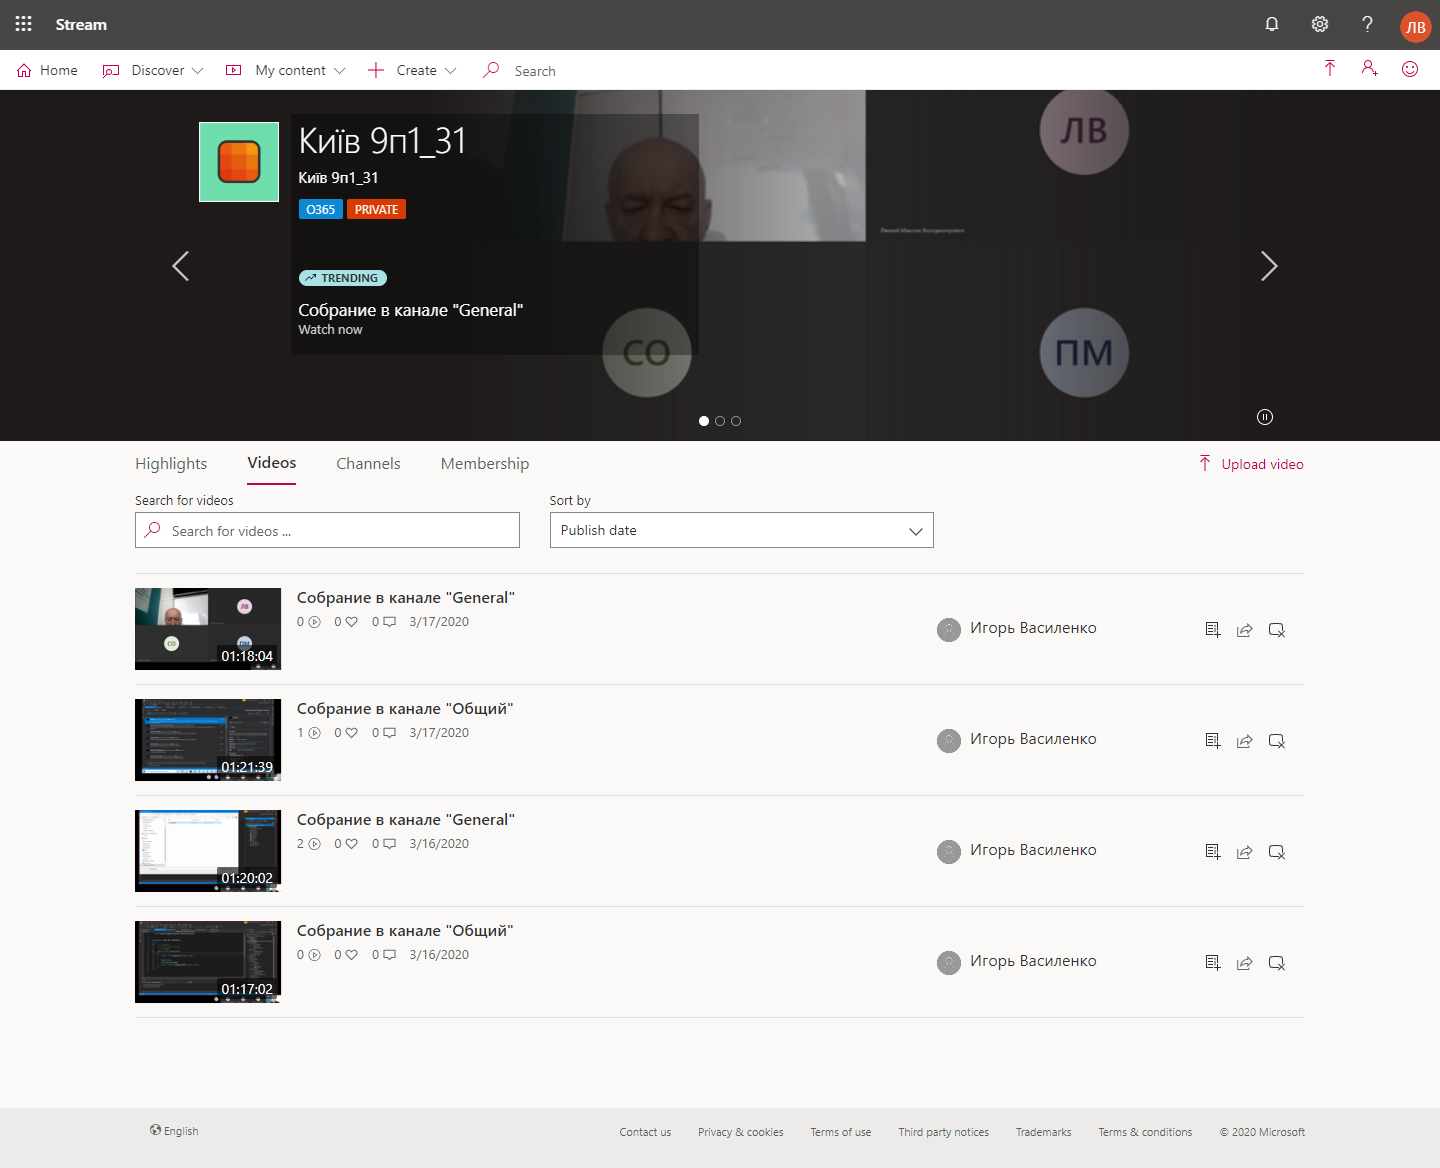 Stream
ЛВ
Home
Discover
My content
Create
Search
Київ 9п1_31
Київ 9п1_31
O365 PRIVATE
TRENDING
Собрание в канале "General"
Watch now
ЛВ
СО
ПМ
Highlights
Videos
Channels
Membership
Upload video
Search for videos
Search for videos ...
Sort by
Publish date
ЛВ
СО
ПМ
01:18:04
Собрание в канале "General"
0 0 0 3/17/2020
Игорь Василенко
01:21:39
Собрание в канале "Общий"
1 0 0 3/17/2020
Игорь Василенко
01:20:02
Собрание в канале "General"
2 0 0 3/16/2020
Игорь Василенко
01:17:02
Собрание в канале "Общий"
0 0 0 3/16/2020
Игорь Василенко
English
Contact us
Privacy & cookies
Terms of use
Third party notices
Trademarks
Terms & conditions
© 2020 Microsoft